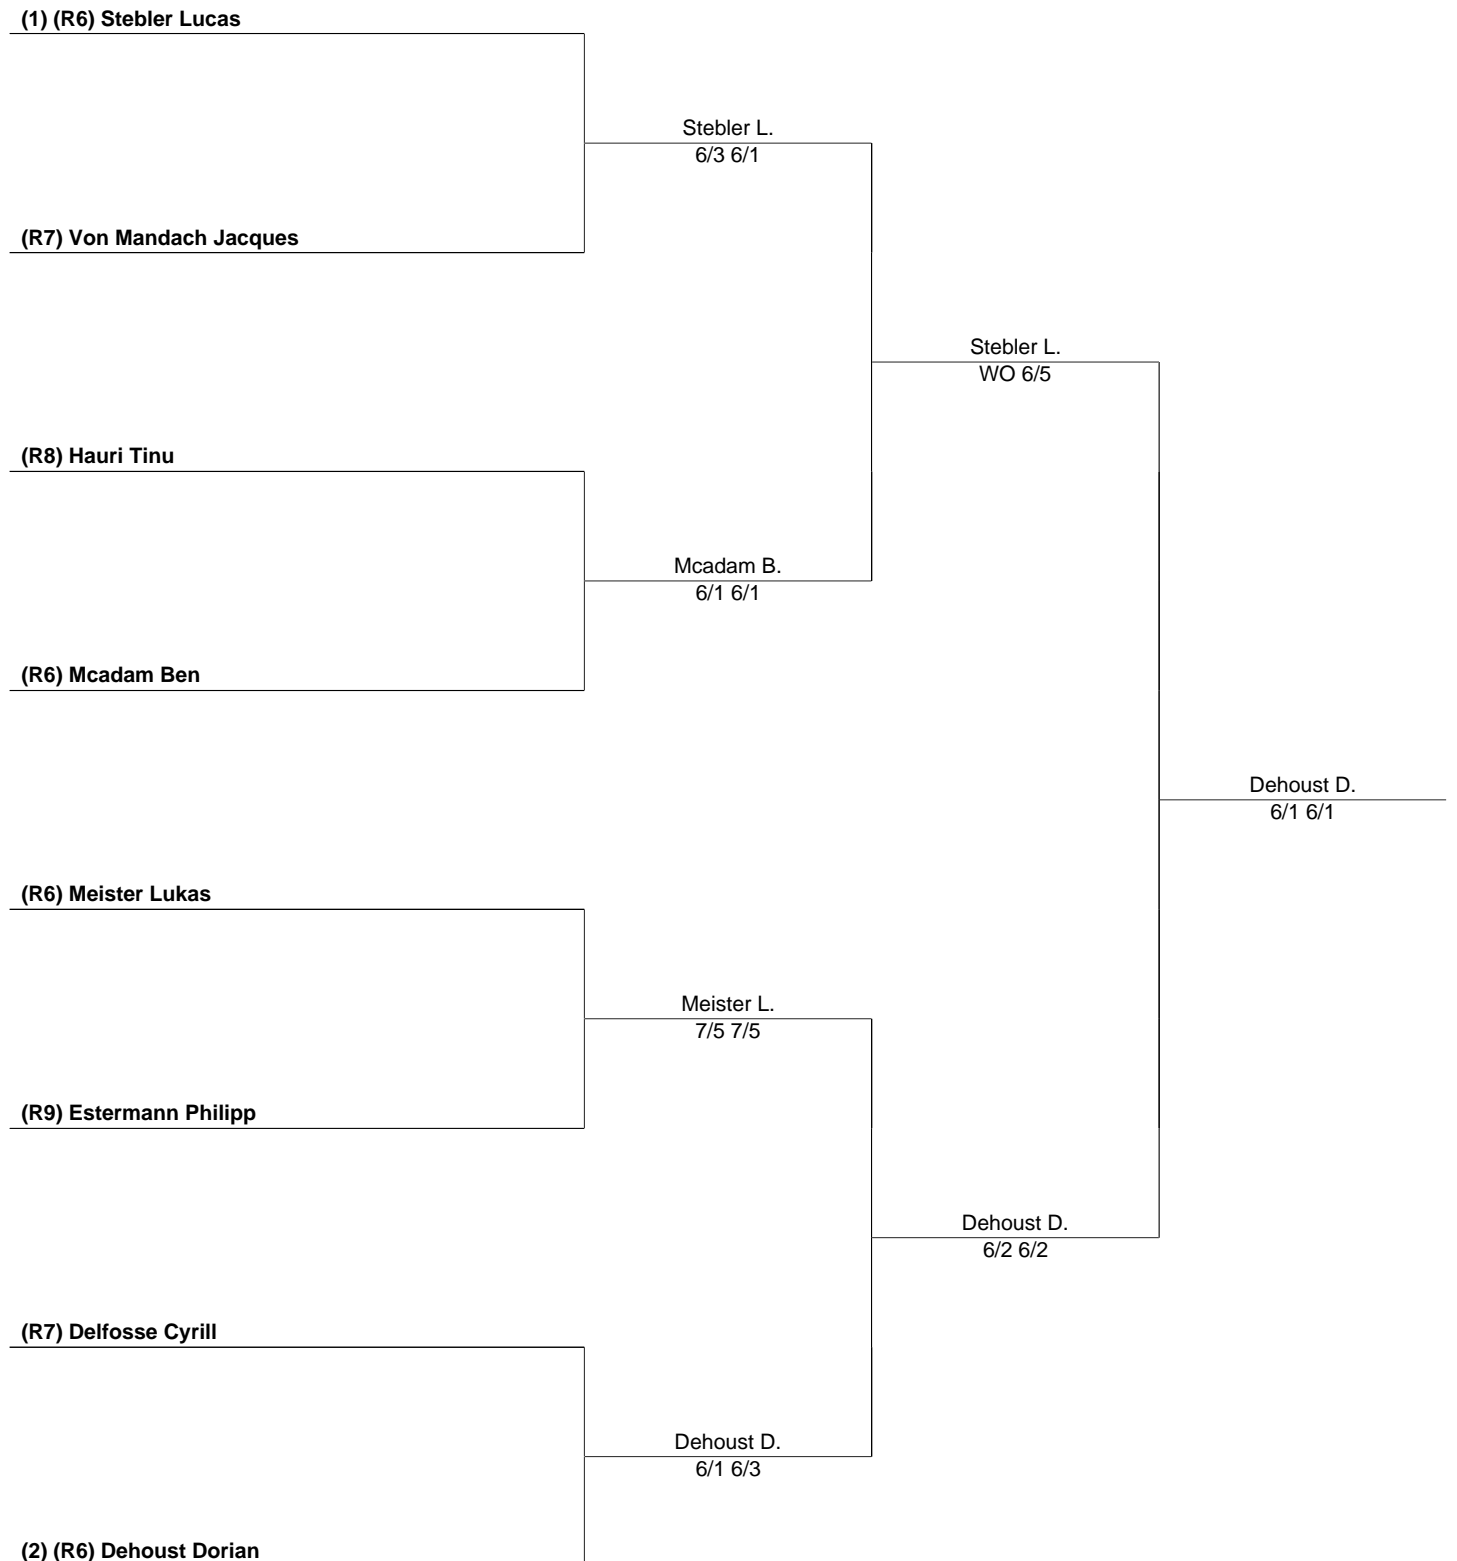 (1) (R6) Stebler Lucas
Stebler L.
6/3 6/1
(R7) Von Mandach Jacques
Stebler L.
WO 6/5
(R8) Hauri Tinu
Mcadam B.
6/1 6/1
(R6) Mcadam Ben
Dehoust D.
6/1 6/1
(R6) Meister Lukas
Meister L.
7/5 7/5
(R9) Estermann Philipp
Dehoust D.
6/2 6/2
(R7) Delfosse Cyrill
Dehoust D.
6/1 6/3
(2) (R6) Dehoust Dorian